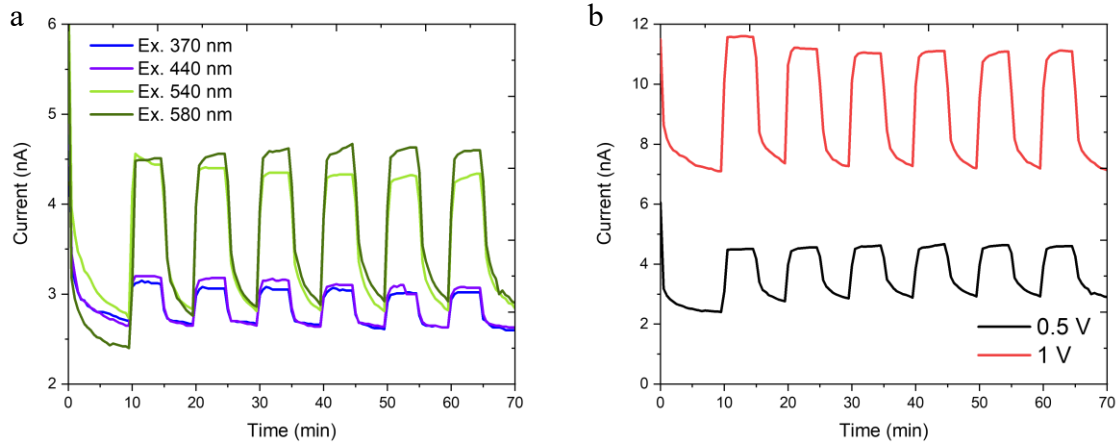 a
6
5
4
3
2
Current (nA)
Ex. 370 nm
Ex. 440 nm
Ex. 540 nm
Ex. 580 nm
0 10 20 30 40 50 60 70
Time (min)
b
12
10
8
6
4
2
0
Current (nA)
0.5 V
1 V
0 10 20 30 40 50 60 70
Time (min)